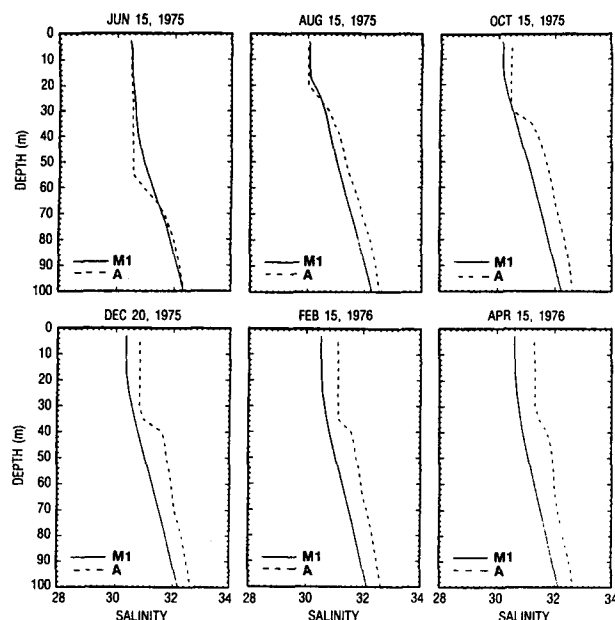 JUN 15, 1975
AUG 15, 1975
OCT 15, 1975
0
10
20
30
40
50
60
70
80
90
100
DEPTH (m)
M1
A
M1
A
M1
A
DEC 20, 1975
FEB 15, 1976
APR 15, 1976
0
10
20
30
40
50
60
70
80
90
100
DEPTH (m)
M1
A
M1
A
M1
A
28 30 32 34 28 30 32 34 28 30 32 34
SALINITY SALINITY SALINITY